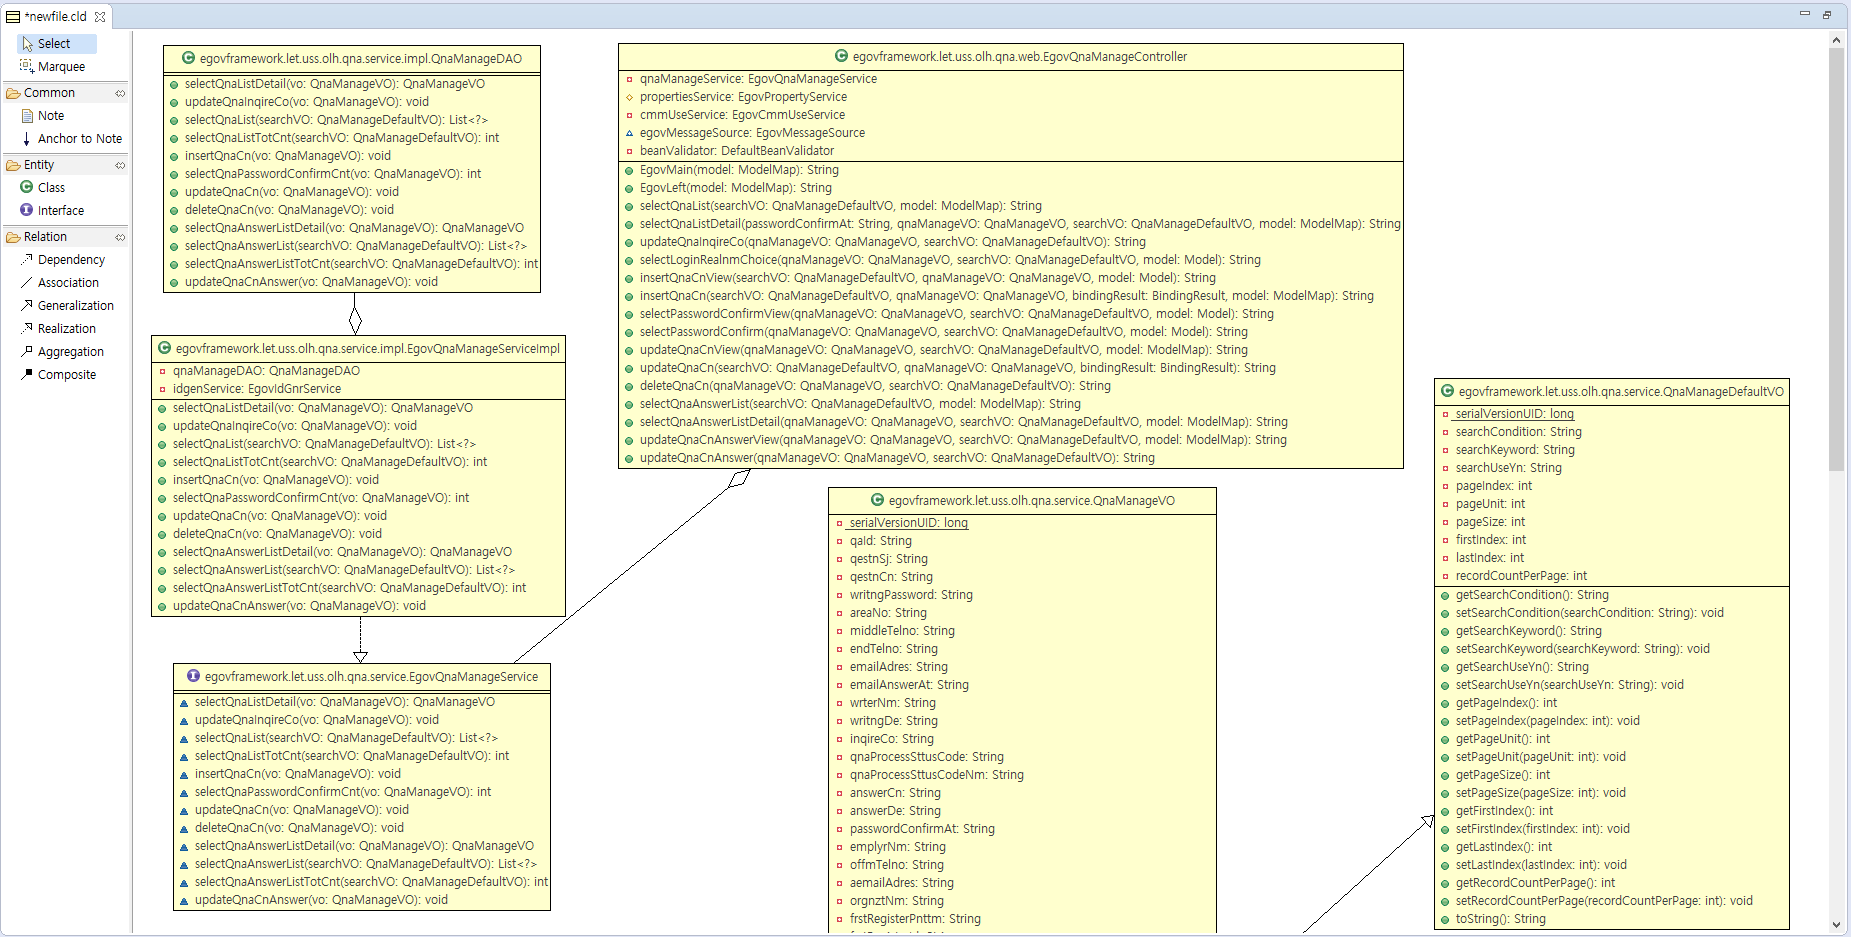 *newfile.cld
Select
Marquee
Common
Note
Anchor to Note
Entity
Class
Interface
Relation
Dependency
Association
Generalization
Realization
Aggregation
Composite
egovframework.let.uss.olh.qna.service.impl.QnaManageDAO
selectQnaListDetail(vo: QnaManageVO): QnaManageVO
updateQnaInqireCo(vo: QnaManageVO): void
selectQnaList(searchVO: QnaManageDefaultVO): List<?>
selectQnaListTotCnt(searchVO: QnaManageDefaultVO): int
insertQnaCn(vo: QnaManageVO): void
selectQnaPasswordConfirmCnt(vo: QnaManageVO): int
updateQnaCn(vo: QnaManageVO): void
deleteQnaCn(vo: QnaManageVO): void
selectQnaAnswerListDetail(vo: QnaManageVO): QnaManageVO
selectQnaAnswerList(searchVO: QnaManageDefaultVO): List<?>
selectQnaAnswerListTotCnt(searchVO: QnaManageDefaultVO): int
updateQnaCnAnswer(vo: QnaManageVO): void
egovframework.let.uss.olh.qna.service.impl.EgovQnaManageServiceImpl
qnaManageDAO: QnaManageDAO
idgenService: EgovIdGnrService
selectQnaListDetail(vo: QnaManageVO): QnaManageVO
updateQnaInqireCo(vo: QnaManageVO): void
selectQnaList(searchVO: QnaManageDefaultVO): List<?>
selectQnaListTotCnt(searchVO: QnaManageDefaultVO): int
insertQnaCn(vo: QnaManageVO): void
selectQnaPasswordConfirmCnt(vo: QnaManageVO): int
updateQnaCn(vo: QnaManageVO): void
deleteQnaCn(vo: QnaManageVO): void
selectQnaAnswerListDetail(vo: QnaManageVO): QnaManageVO
selectQnaAnswerList(searchVO: QnaManageDefaultVO): List<?>
selectQnaAnswerListTotCnt(searchVO: QnaManageDefaultVO): int
updateQnaCnAnswer(vo: QnaManageVO): void
egovframework.let.uss.olh.qna.service.EgovQnaManageService
selectQnaListDetail(vo: QnaManageVO): QnaManageVO
updateQnaInqireCo(vo: QnaManageVO): void
selectQnaList(searchVO: QnaManageDefaultVO): List<?>
selectQnaListTotCnt(searchVO: QnaManageDefaultVO): int
insertQnaCn(vo: QnaManageVO): void
selectQnaPasswordConfirmCnt(vo: QnaManageVO): int
updateQnaCn(vo: QnaManageVO): void
deleteQnaCn(vo: QnaManageVO): void
selectQnaAnswerListDetail(vo: QnaManageVO): QnaManageVO
selectQnaAnswerList(searchVO: QnaManageDefaultVO): List<?>
selectQnaAnswerListTotCnt(searchVO: QnaManageDefaultVO): int
updateQnaCnAnswer(vo: QnaManageVO): void
egovframework.let.uss.olh.qna.web.EgovQnaManageController
qnaManageService: EgovQnaManageService
propertiesService: EgovPropertyService
cmmUseService: EgovCmmUseService
egovMessageSource: EgovMessageSource
beanValidator: DefaultBeanValidator
EgovMain(model: ModelMap): String
EgovLeft(model: ModelMap): String
selectQnaList(searchVO: QnaManageDefaultVO, model: ModelMap): String
selectQnaListDetail(passwordConfirmAt: String, qnaManageVO: QnaManageVO, searchVO: QnaManageDefaultVO, model: ModelMap): String
updateQnaInqireCo(qnaManageVO: QnaManageVO, searchVO: QnaManageDefaultVO): String
selectLoginRealnmChoice(qnaManageVO: QnaManageVO, searchVO: QnaManageDefaultVO, model: Model): String
insertQnaCnView(searchVO: QnaManageDefaultVO, qnaManageVO: QnaManageVO, model: Model): String
insertQnaCn(searchVO: QnaManageDefaultVO, qnaManageVO: QnaManageVO, bindingResult: BindingResult, model: ModelMap): String
selectPasswordConfirmView(qnaManageVO: QnaManageVO, searchVO: QnaManageDefaultVO, model: Model): String
selectPasswordConfirm(qnaManageVO: QnaManageVO, searchVO: QnaManageDefaultVO, model: Model): String
updateQnaCnView(qnaManageVO: QnaManageVO, searchVO: QnaManageDefaultVO, model: ModelMap): String
updateQnaCn(searchVO: QnaManageDefaultVO, qnaManageVO: QnaManageVO, bindingResult: BindingResult): String
deleteQnaCn(qnaManageVO: QnaManageVO, searchVO: QnaManageDefaultVO): String
selectQnaAnswerList(searchVO: QnaManageDefaultVO, model: ModelMap): String
selectQnaAnswerListDetail(qnaManageVO: QnaManageVO, searchVO: QnaManageDefaultVO, model: ModelMap): String
updateQnaCnAnswerView(qnaManageVO: QnaManageVO, searchVO: QnaManageDefaultVO, model: ModelMap): String
updateQnaCnAnswer(qnaManageVO: QnaManageVO, searchVO: QnaManageDefaultVO): String
egovframework.let.uss.olh.qna.service.QnaManageVO
serialVersionUID: long
qaId: String
qestnSj: String
qestnCn: String
writngPassword: String
areaNo: String
middleTelno: String
endTelno: String
emailAdres: String
emailAnswerAt: String
wrterNm: String
writngDe: String
inqireCo: String
qnaProcessSttusCode: String
qnaProcessSttusCodeNm: String
answerCn: String
answerDe: String
passwordConfirmAt: String
emplyrNm: String
offmTelno: String
aemailAdres: String
orgnztNm: String
frstRegisterPnttm: String
egovframework.let.uss.olh.qna.service.QnaManageDefaultVO
serialVersionUID: long
searchCondition: String
searchKeyword: String
searchUseYn: String
pageIndex: int
pageUnit: int
pageSize: int
firstIndex: int
lastIndex: int
recordCountPerPage: int
getSearchCondition(): String
setSearchCondition(searchCondition: String): void
getSearchKeyword(): String
setSearchKeyword(searchKeyword: String): void
getSearchUseYn(): String
setSearchUseYn(searchUseYn: String): void
getPageIndex(): int
setPageIndex(pageIndex: int): void
getPageUnit(): int
setPageUnit(pageUnit: int): void
getPageSize(): int
setPageSize(pageSize: int): void
getFirstIndex(): int
setFirstIndex(firstIndex: int): void
getLastIndex(): int
setLastIndex(lastIndex: int): void
getRecordCountPerPage(): int
setRecordCountPerPage(recordCountPerPage: int): void
toString(): String